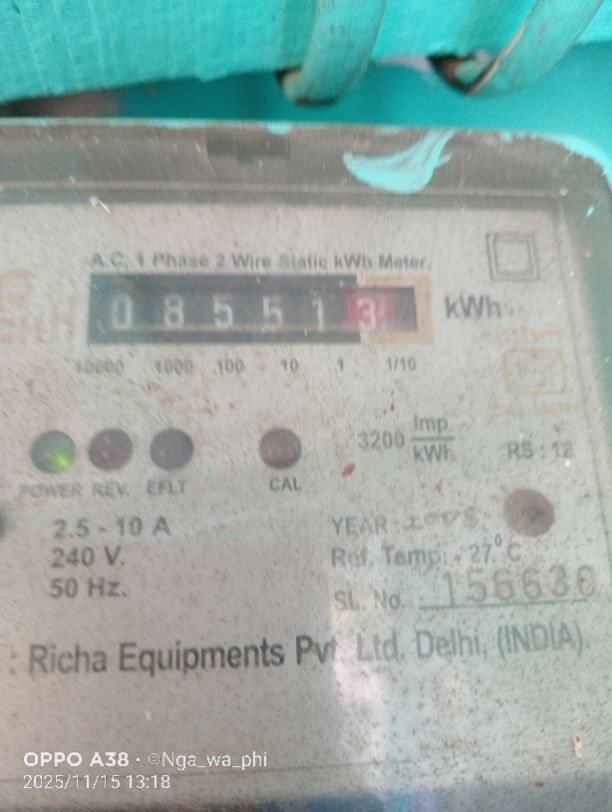 A.C. 1 Phase 2 Wire Static kWh Meter.
0 8 5 5 1 3 kWh
10000 1000 100 10 1 1/10
3200 Imp. kWh RS : 12
POWER REV. EFLT CAL
2.5 - 10 A
240 V.
50 Hz.
YEAR :
Ref. Temp: - 27°C
SL. No. 156636
: Richa Equipments Pvt. Ltd. Delhi, (INDIA)
OPPO A38 · ©Nga_wa_phi
2025/11/15 13:18